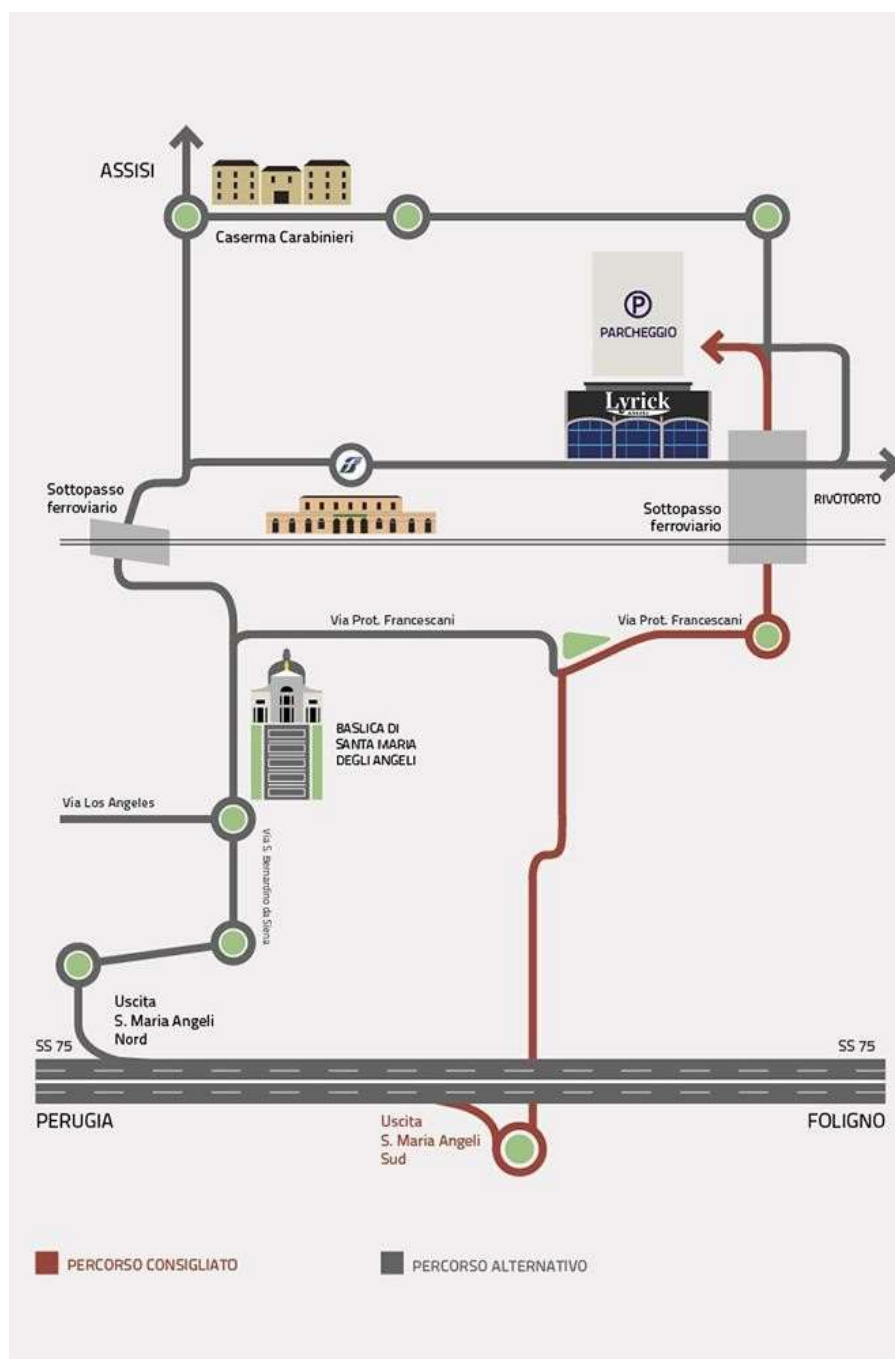 ASSISI
Caserma Carabinieri
P
PARCHEGGIO
Lyrick
Sottopasso
ferroviario
RIVOTORTO
Sottopasso
ferroviario
Via Prot. Francescani
Via Prot. Francescani
BASLICA DI
SANTA MARIA
DEGLI ANGELI
Via Los Angeles
Via S. Bernardino da Siena
Uscita
S. Maria Angeli
Nord
SS 75
SS 75
PERUGIA
FOLIGNO
Uscita
S. Maria Angeli
Sud
PERCORSO CONSIGLIATO
PERCORSO ALTERNATIVO